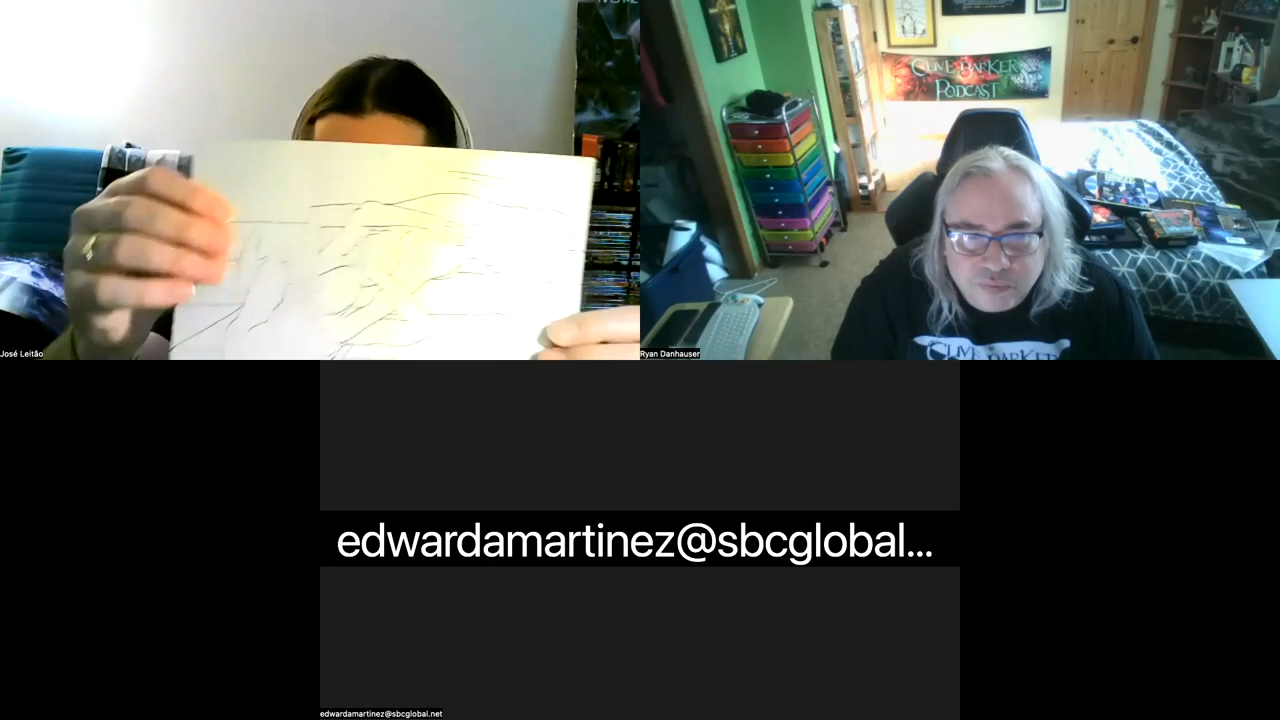 CLIVE BARKER
PODCAST
CLIVE BARKER
José Leitão
Ryan Danhauser
edwardamartinez@sbcglobal...
edwardamartinez@sbcglobal.net